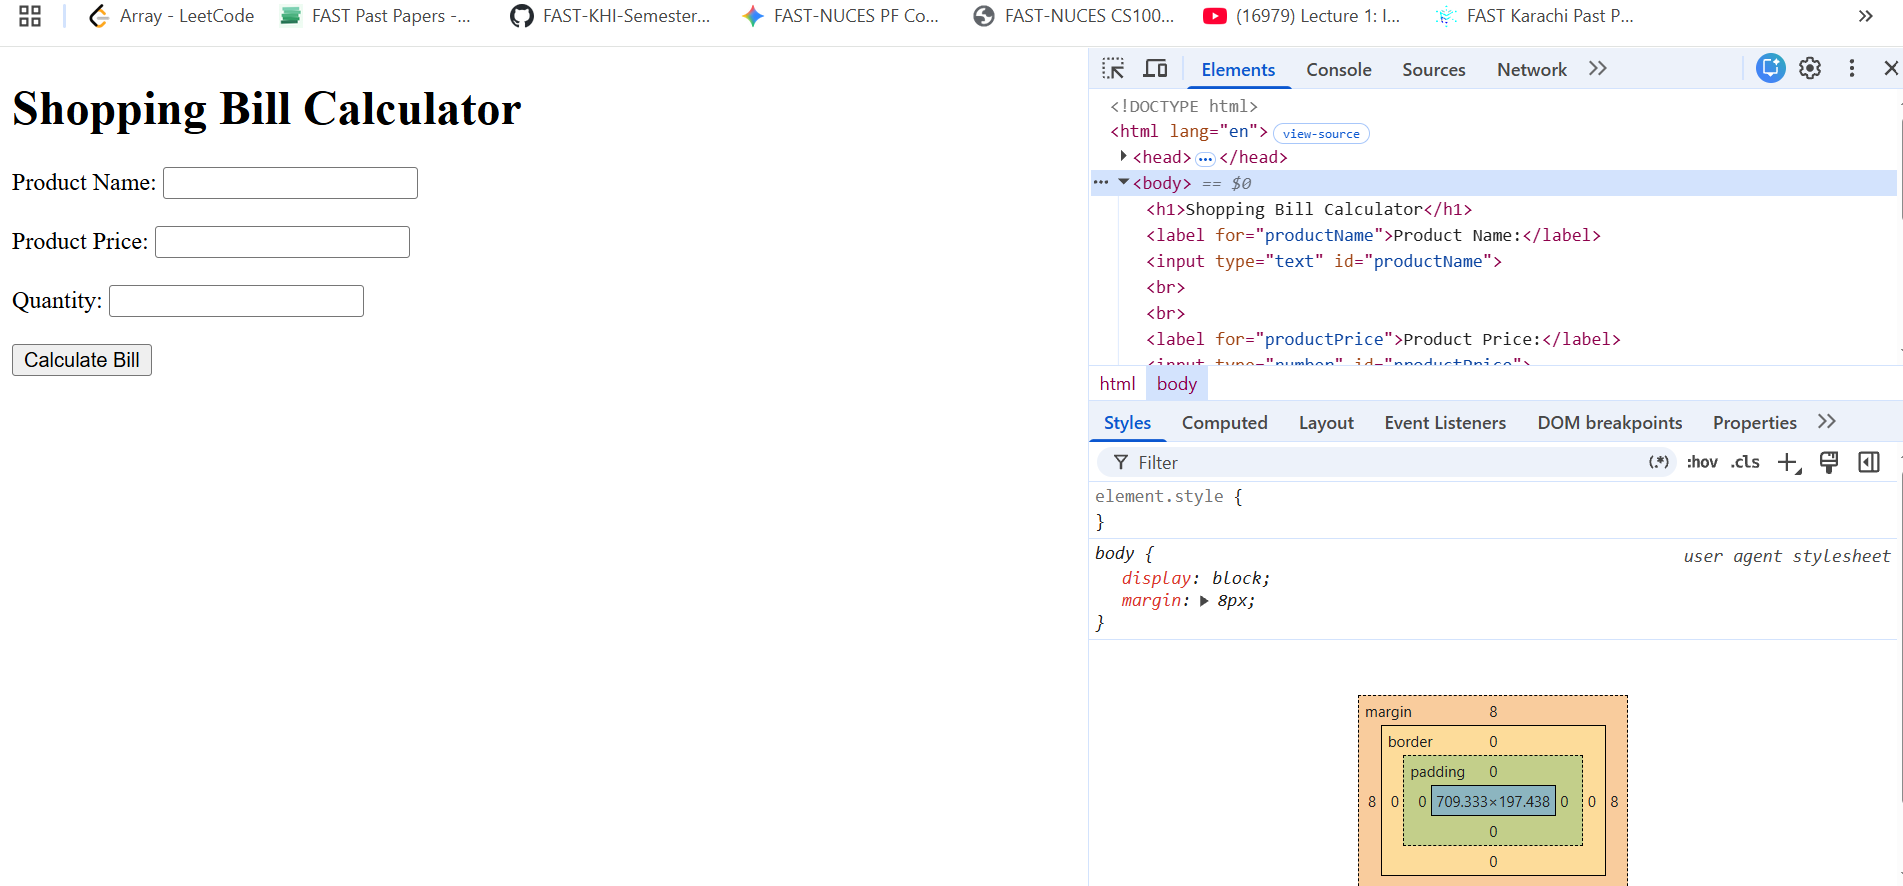 Array - LeetCode FAST Past Papers -... FAST-KHI-Semester... FAST-NUCES PF Co... FAST-NUCES CS100... (16979) Lecture 1: I... FAST Karachi Past P...
Shopping Bill Calculator
Product Name:
Product Price:
Quantity:
Calculate Bill
Elements Console Sources Network
<!DOCTYPE html>
<html lang="en"> view-source
<head> ... </head>
... <body> == $0
<h1>Shopping Bill Calculator</h1>
<label for="productName">Product Name:</label>
<input type="text" id="productName">
<br>
<br>
<label for="productPrice">Product Price:</label>
<input type="number" id="productPrice">
html body
Styles Computed Layout Event Listeners DOM breakpoints Properties
Filter (.*) :hov .cls
element.style {
}
body { user agent stylesheet
display: block;
margin: 8px;
}
margin 8
border 0
padding 0
8 0 0 709.333×197.438 0 0 8
0
0